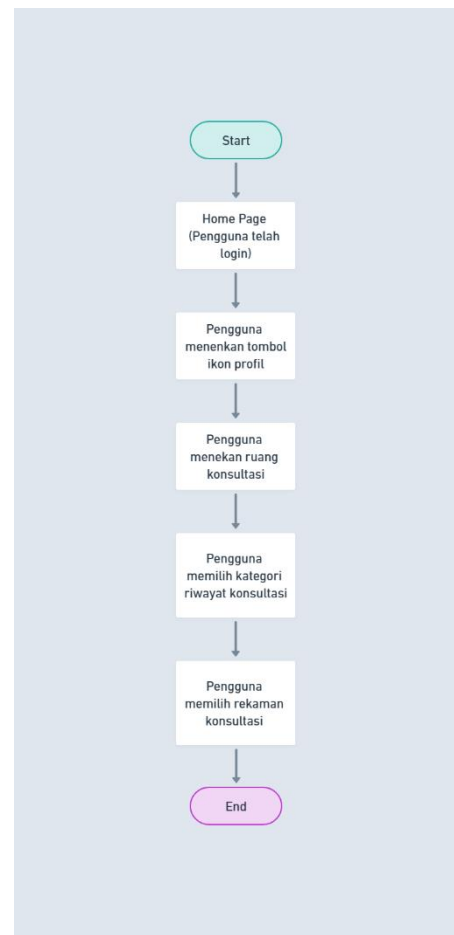 Start
Home Page
(Pengguna telah
login)
Pengguna
menenkan tombol
ikon profil
Pengguna
menekan ruang
konsultasi
Pengguna
memilih kategori
riwayat konsultasi
Pengguna
memilih rekaman
konsultasi
End